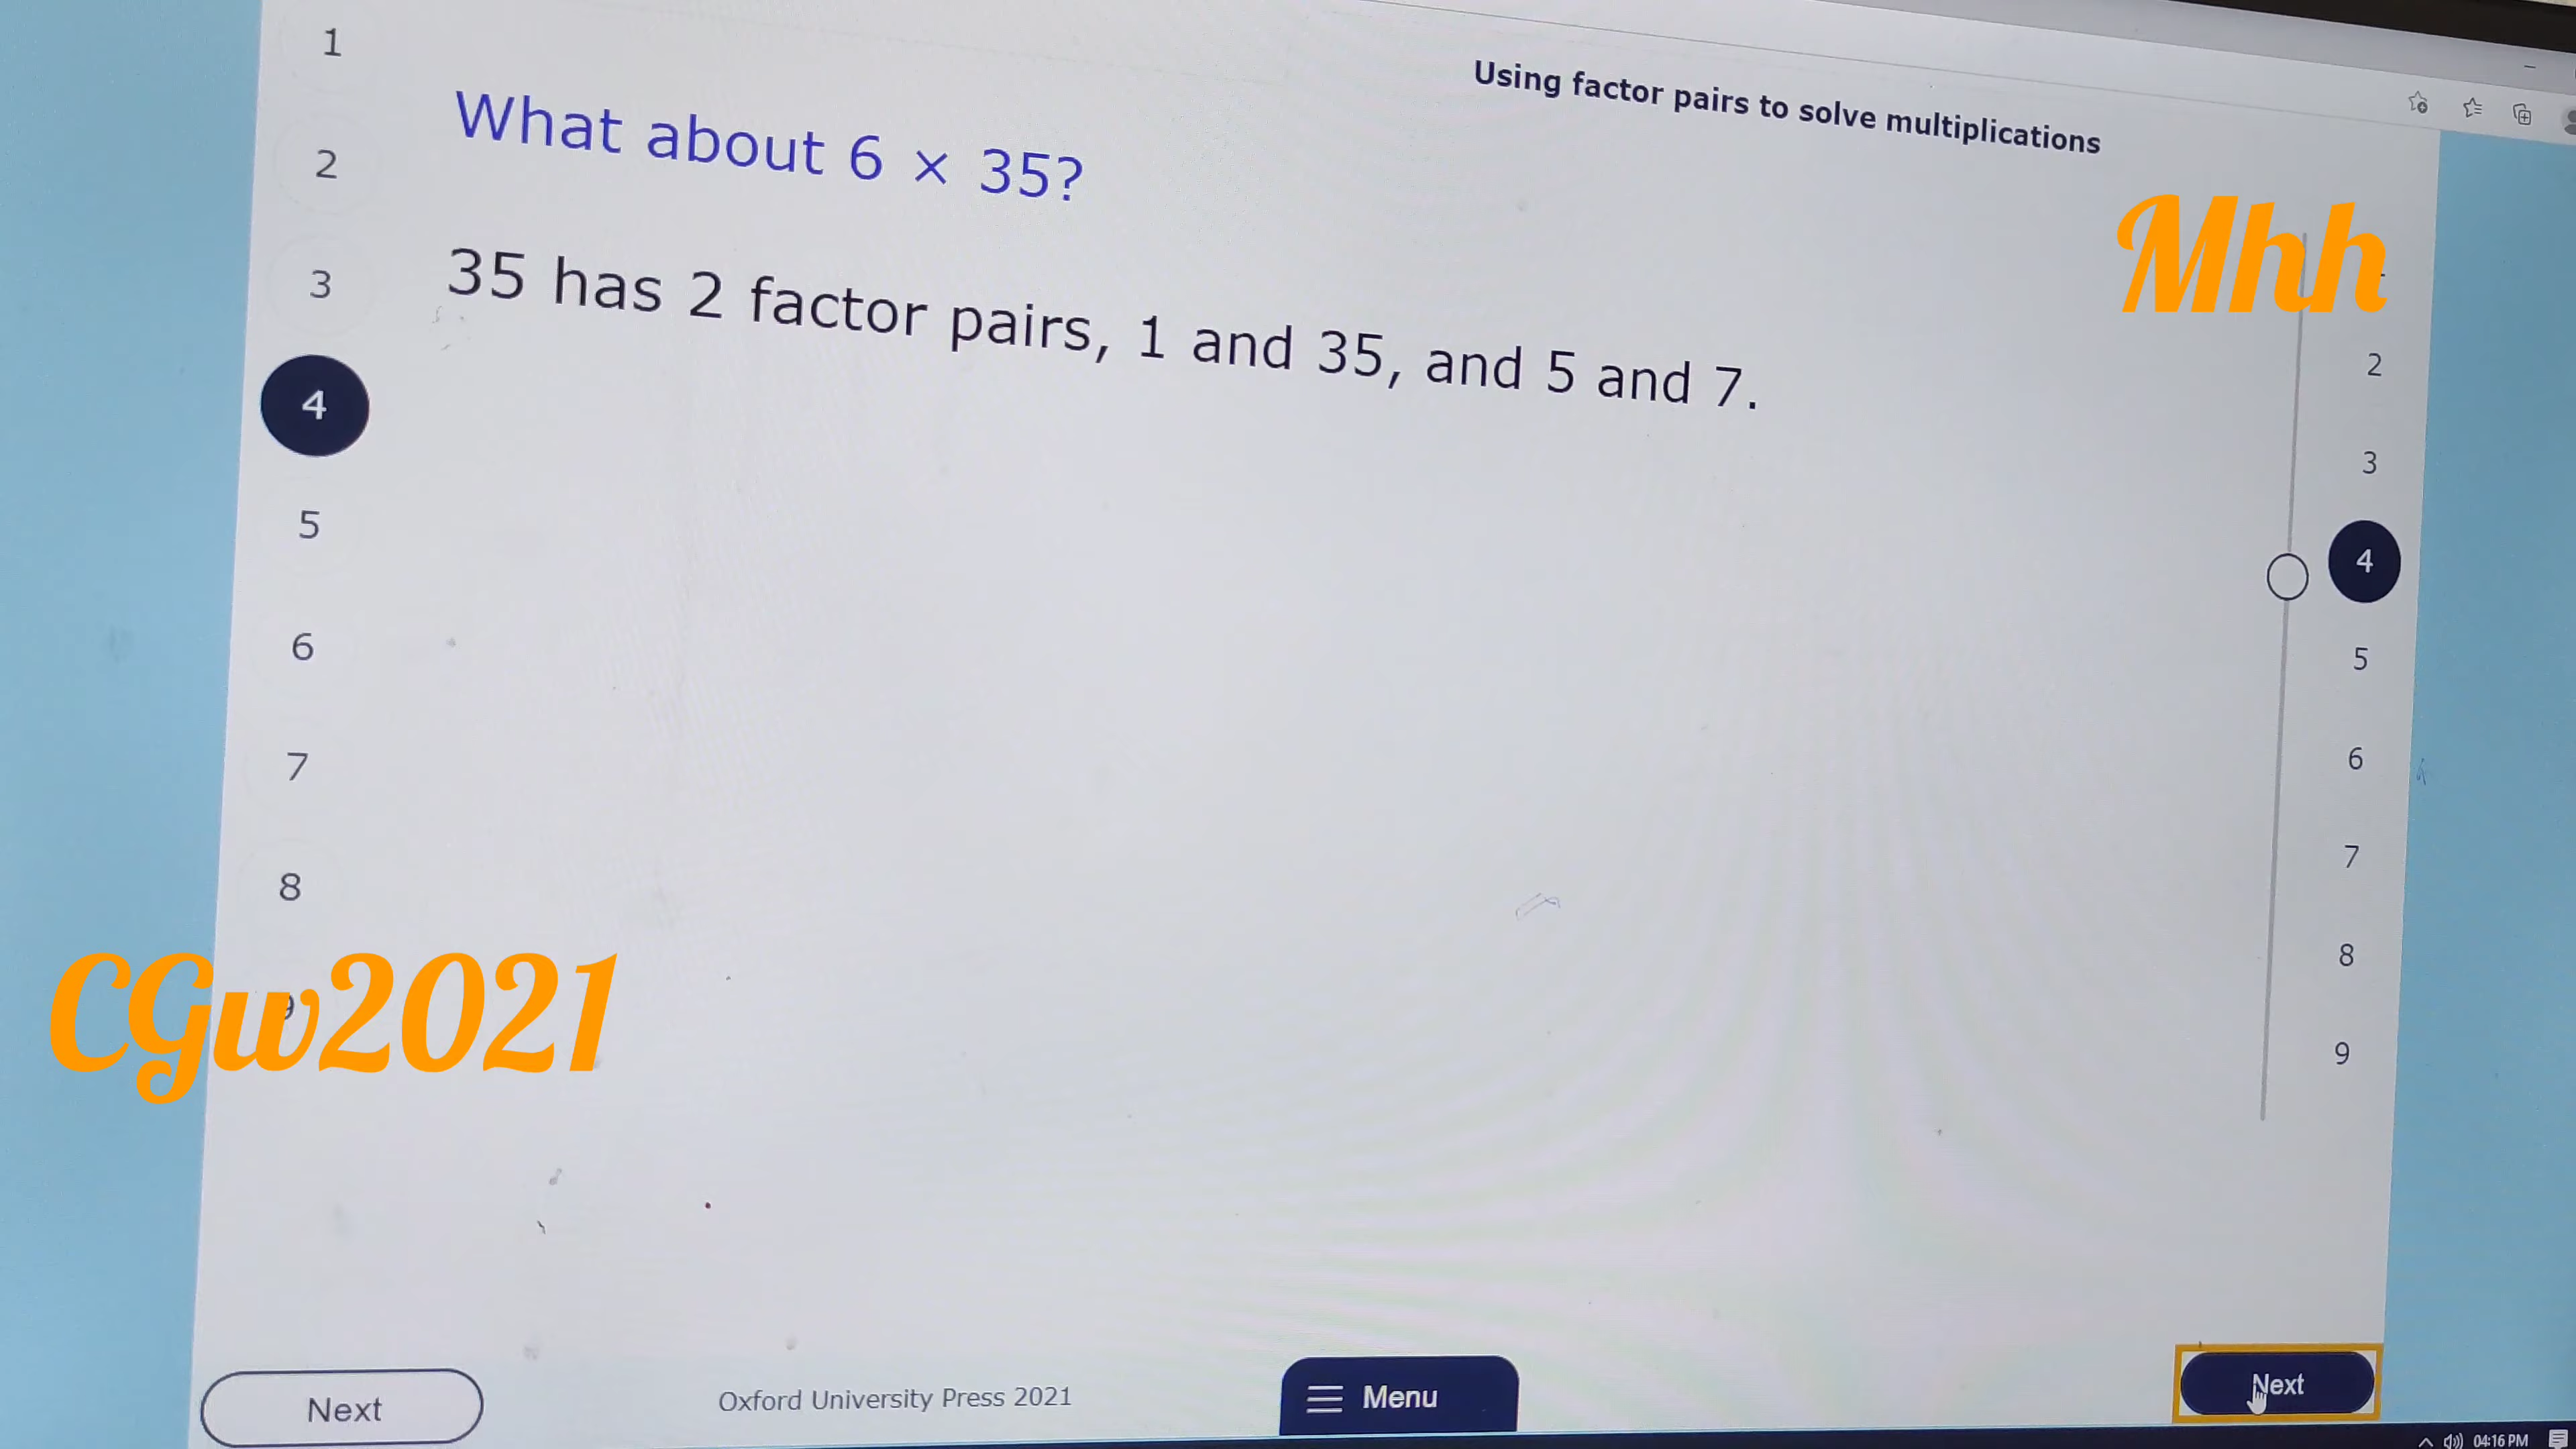 Using factor pairs to solve multiplications
What about 6 × 35?
35 has 2 factor pairs, 1 and 35, and 5 and 7.
Mhh
1
2
3
4
5
6
7
8
9
2
3
4
5
6
7
8
9
CGw2021
Next
Oxford University Press 2021
Menu
Next
04:16 PM